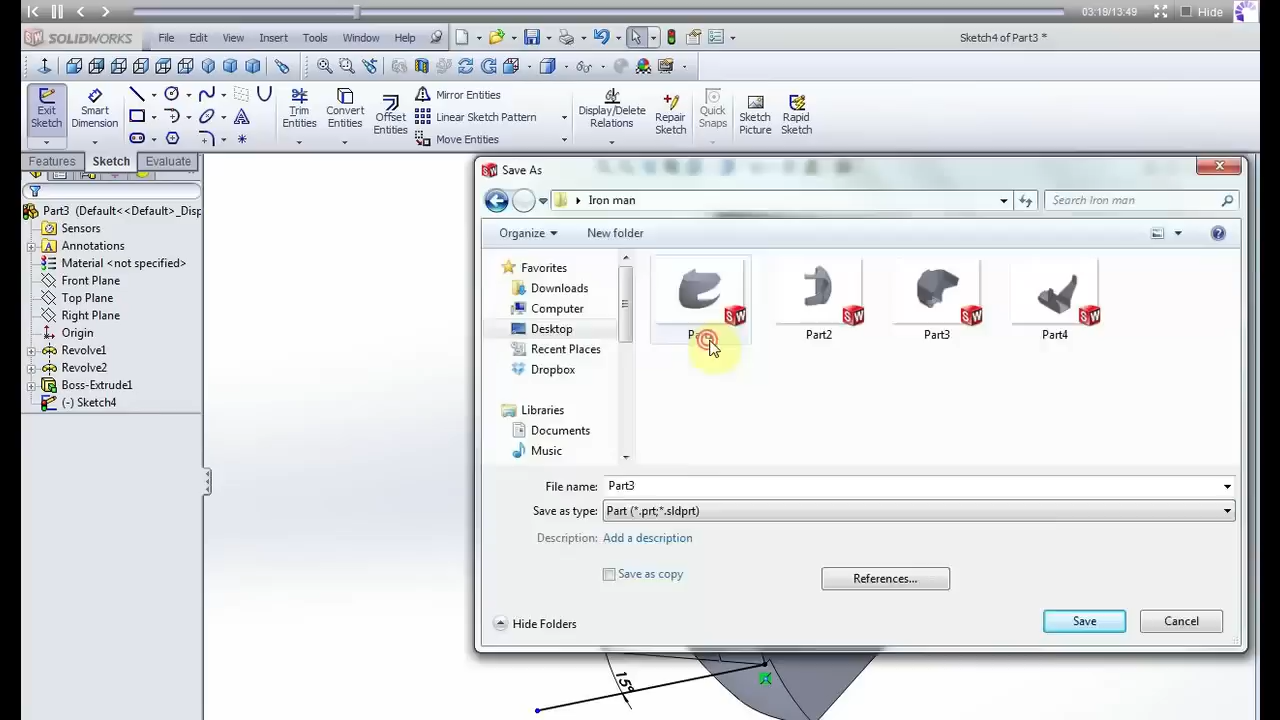 03:18/13:49
Hide
SOLIDWORKS
File Edit View Insert Tools Window Help
Sketch4 of Part3 *
Exit Sketch
Smart Dimension
Trim Entities
Convert Entities
Offset Entities
Mirror Entities
Linear Sketch Pattern
Move Entities
Display/Delete Relations
Repair Sketch
Quick Snaps
Sketch Picture
Rapid Sketch
Features Sketch Evaluate
Part3 (Default<<Default>_Disp
Sensors
Annotations
Material <not specified>
Front Plane
Top Plane
Right Plane
Origin
Revolve1
Revolve2
Boss-Extrude1
(-) Sketch4
Save As
Iron man
Search Iron man
Organize
New folder
Favorites
Downloads
Computer
Desktop
Recent Places
Dropbox
Libraries
Documents
Music
Part2
Part3
Part4
File name: Part3
Save as type: Part (*.prt;*.sldprt)
Description: Add a description
Save as copy
References...
Hide Folders
Save
Cancel
15°